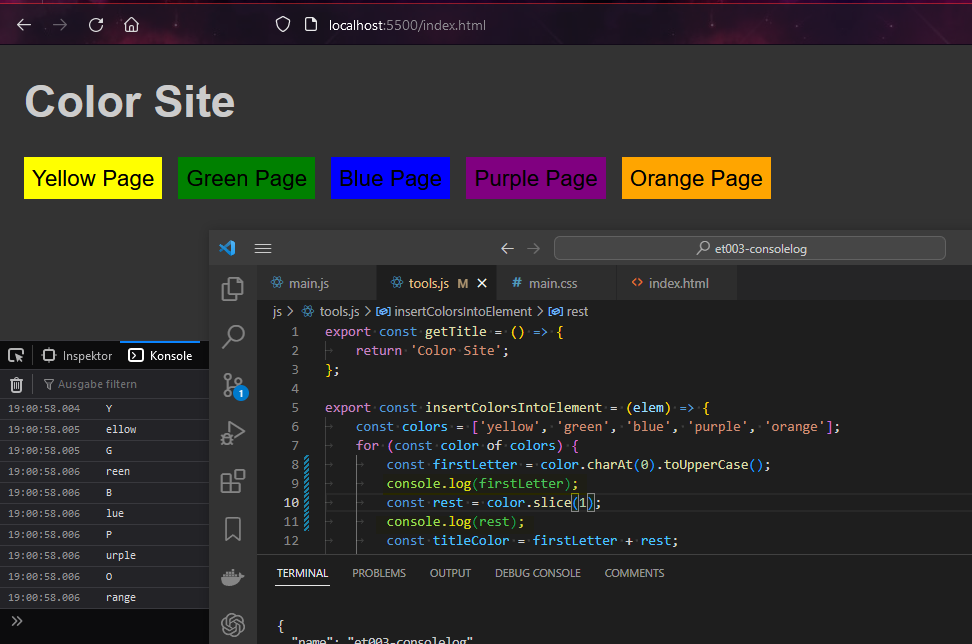 localhost:5500/index.html
Color Site
Yellow Page
Green Page
Blue Page
Purple Page
Orange Page
et003-consolelog
main.js
tools.js M
# main.css
<> index.html
js > tools.js > insertColorsIntoElement > rest
1 export const getTitle = () => {
2 return 'Color Site';
3 };
4
5 export const insertColorsIntoElement = (elem) => {
6 const colors = ['yellow', 'green', 'blue', 'purple', 'orange'];
7 for (const color of colors) {
8 const firstLetter = color.charAt(0).toUpperCase();
9 console.log(firstLetter);
10 const rest = color.slice(1);
11 console.log(rest);
12 const titleColor = firstLetter + rest;
1
TERMINAL PROBLEMS OUTPUT DEBUG CONSOLE COMMENTS
{
"name": "et003-consolelog"
Inspektor Konsole
Ausgabe filtern
19:00:58.004 Y
19:00:58.005 ellow
19:00:58.005 G
19:00:58.006 reen
19:00:58.006 B
19:00:58.006 lue
19:00:58.006 P
19:00:58.006 urple
19:00:58.006 O
19:00:58.006 range